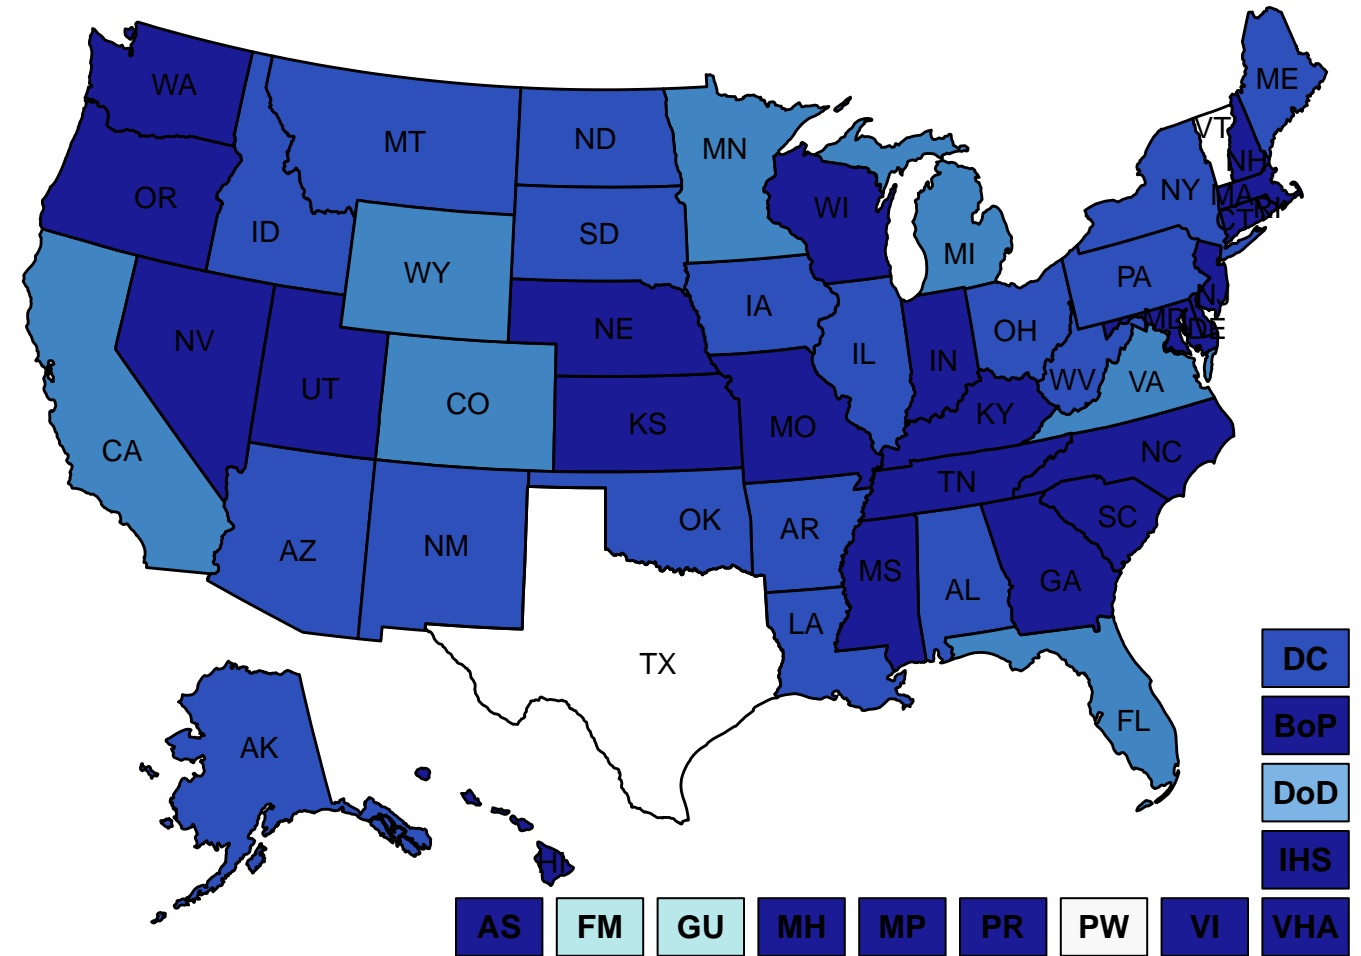 ME
WA
VT
MT
ND
MN
NH
NY
MA
OR
WI
RI
CT
ID
SD
MI
WY
PA
IA
NJ
NE
MD
DE
OH
NV
IL
IN
WV
VA
UT
CO
KS
MO
KY
CA
NC
TN
OK
SC
AR
AZ
NM
MS
GA
AL
LA
TX
DC
FL
BoP
AK
DoD
HI
IHS
AS FM GU MH MP PR PW VI VHA